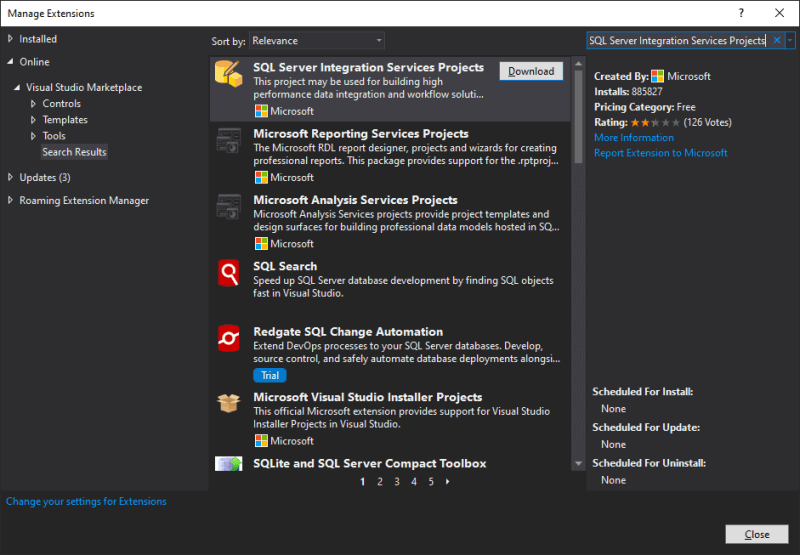 Manage Extensions
?
Installed
Online
Visual Studio Marketplace
Controls
Templates
Tools
Search Results
Updates (3)
Roaming Extension Manager
Sort by: Relevance
SQL Server Integration Services Projects
Download
This project may be used for building high
performance data integration and workflow soluti...
Microsoft
Microsoft Reporting Services Projects
The Microsoft RDL report designer, projects and wizards for creating
professional reports. This package provides support for the .rptproj...
Microsoft
Microsoft Analysis Services Projects
Microsoft Analysis Services projects provide project templates and
design surfaces for building professional data models hosted in SQ...
Microsoft
SQL Search
Speed up SQL Server database development by finding SQL objects
fast in Visual Studio.
Redgate SQL Change Automation
Extend DevOps processes to your SQL Server databases. Develop,
source control, and safely automate database deployments alongsi...
Trial
Microsoft Visual Studio Installer Projects
This official Microsoft extension provides support for Visual Studio
Installer Projects in Visual Studio.
Microsoft
SQLite and SQL Server Compact Toolbox
1 2 3 4 5
SQL Server Integration Services Projects
Created By: Microsoft
Installs: 885827
Pricing Category: Free
Rating: (126 Votes)
More Information
Report Extension to Microsoft
Scheduled For Install:
None
Scheduled For Update:
None
Scheduled For Uninstall:
None
Change your settings for Extensions
Close